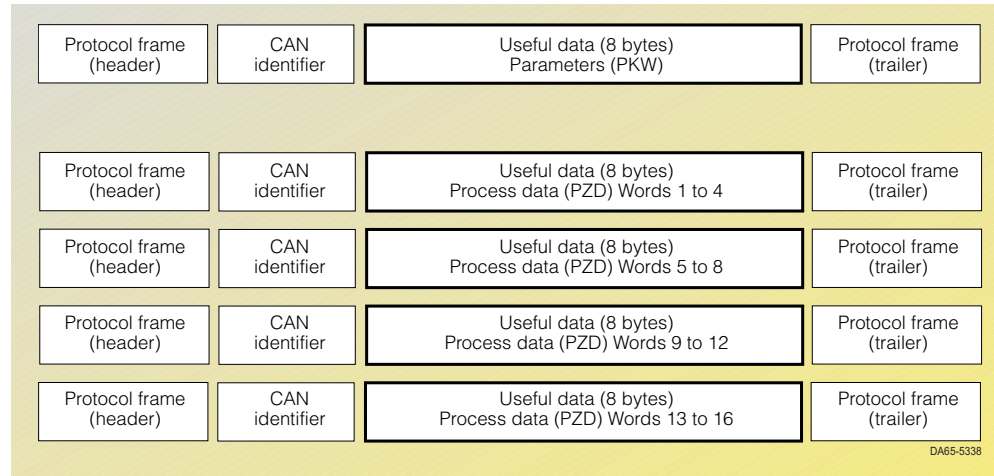 Protocol frame (header) CAN identifier Useful data (8 bytes) Parameters (PKW) Protocol frame (trailer)
Protocol frame (header) CAN identifier Useful data (8 bytes) Process data (PZD) Words 1 to 4 Protocol frame (trailer)
Protocol frame (header) CAN identifier Useful data (8 bytes) Process data (PZD) Words 5 to 8 Protocol frame (trailer)
Protocol frame (header) CAN identifier Useful data (8 bytes) Process data (PZD) Words 9 to 12 Protocol frame (trailer)
Protocol frame (header) CAN identifier Useful data (8 bytes) Process data (PZD) Words 13 to 16 Protocol frame (trailer)
DA65-5338